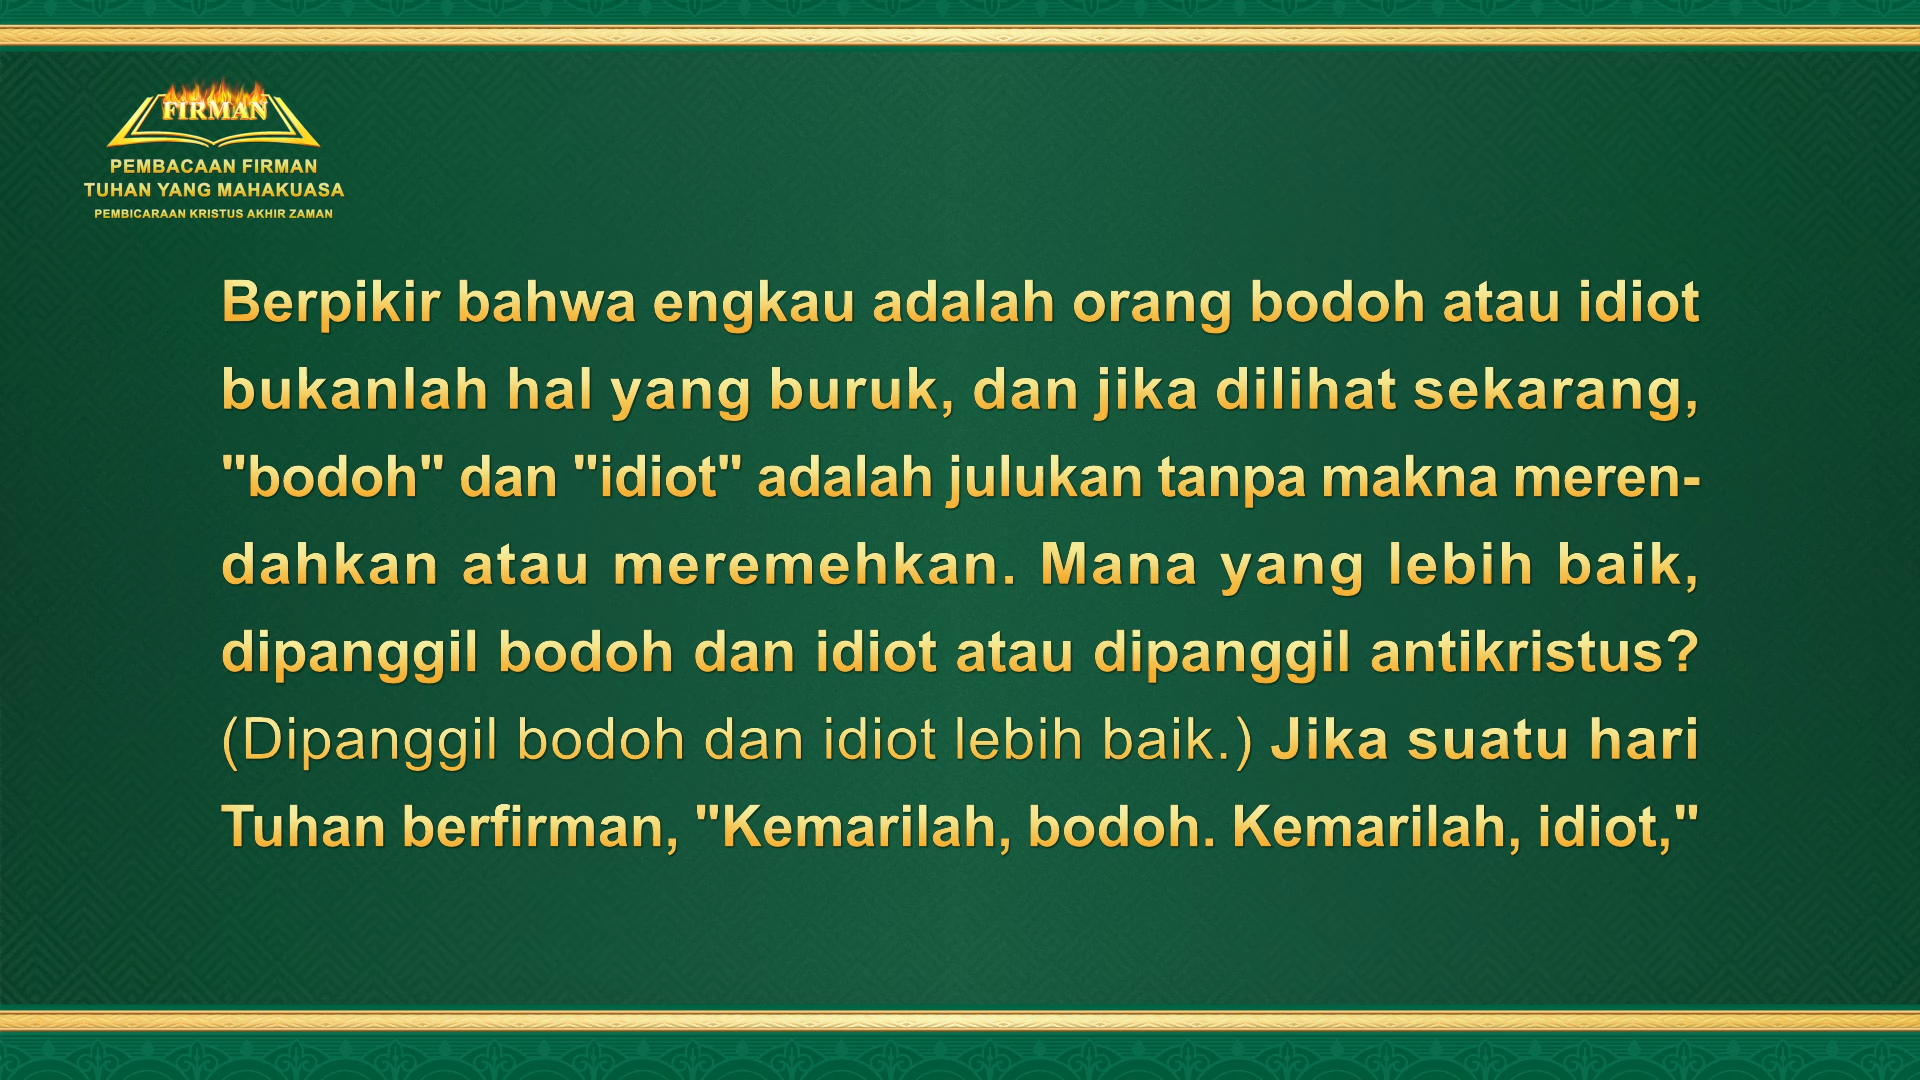 FIRMAN
PEMBACAAN FIRMAN
TUHAN YANG MAHAKUASA
PEMBICARAAN KRISTUS AKHIR ZAMAN
Berpikir bahwa engkau adalah orang bodoh atau idiot
bukanlah hal yang buruk, dan jika dilihat sekarang,
"bodoh" dan "idiot" adalah julukan tanpa makna meren-
dahkan atau meremehkan. Mana yang lebih baik,
dipanggil bodoh dan idiot atau dipanggil antikristus?
(Dipanggil bodoh dan idiot lebih baik.) Jika suatu hari
Tuhan berfirman, "Kemarilah, bodoh. Kemarilah, idiot,"